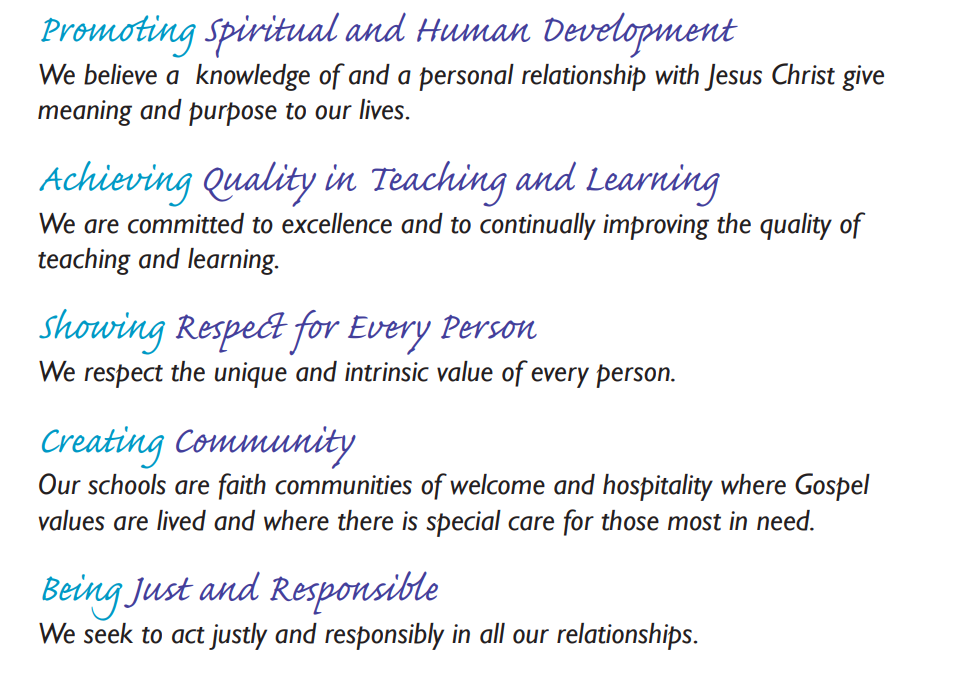 Promoting Spiritual and Human Development
We believe a  knowledge of and a personal relationship with Jesus Christ give
meaning and purpose to our lives.
Achieving Quality in Teaching and Learning
We are committed to excellence and to continually improving the quality of
teaching and learning.
Showing Respect for Every Person
We respect the unique and intrinsic value of every person.
Creating Community
Our schools are faith communities of welcome and hospitality where Gospel
values are lived and where there is special care for those most in need.
Being Just and Responsible
We seek to act justly and responsibly in all our relationships.